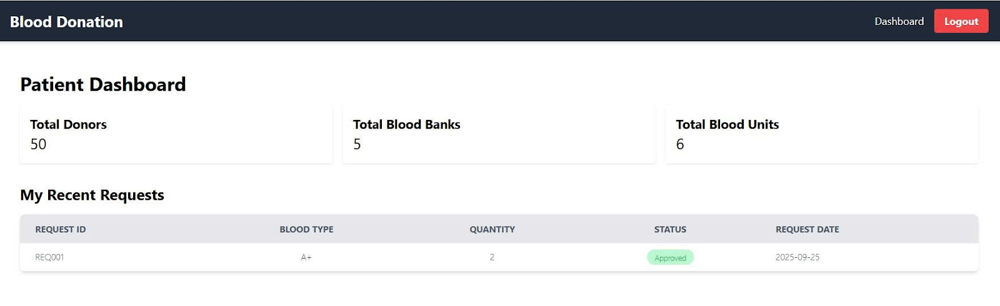 Blood Donation Dashboard Logout
Patient Dashboard
Total Donors
50
Total Blood Banks
5
Total Blood Units
6
My Recent Requests
REQUEST ID BLOOD TYPE QUANTITY STATUS REQUEST DATE
REQ001 A+ 2 Approved 2025-09-25